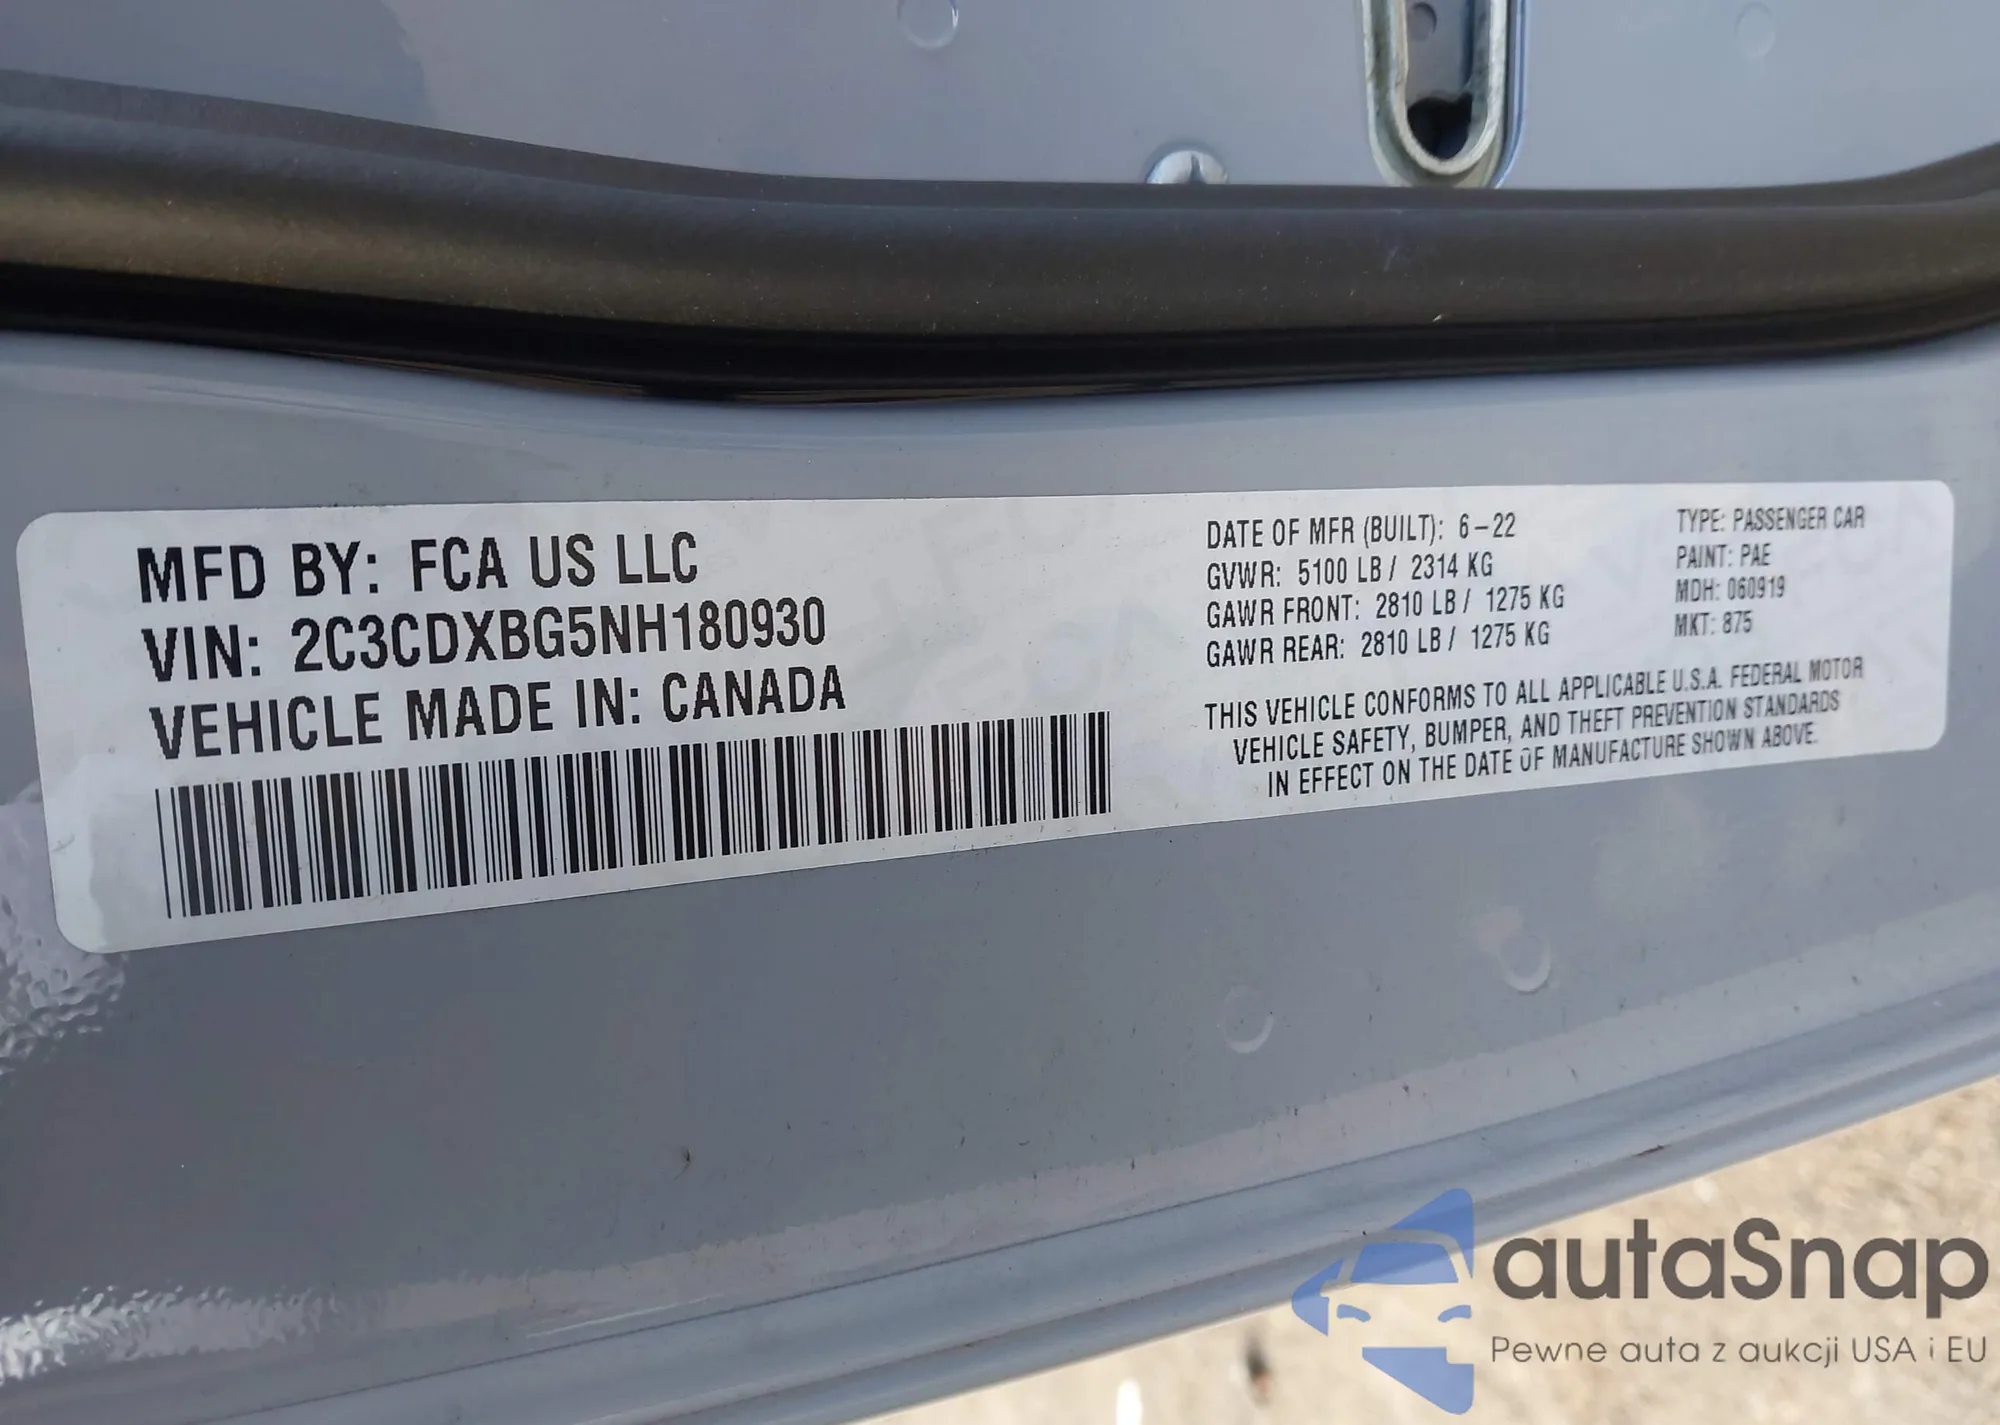 MFD BY: FCA US LLC
VIN: 2C3CDXBG5NH180930
VEHICLE MADE IN: CANADA
DATE OF MFR (BUILT): 6-22
GVWR: 5100 LB / 2314 KG
GAWR FRONT: 2810 LB / 1275 KG
GAWR REAR: 2810 LB / 1275 KG
TYPE: PASSENGER CAR
PAINT: PAE
MDH: 060919
MKT: 875
THIS VEHICLE CONFORMS TO ALL APPLICABLE U.S.A. FEDERAL MOTOR
VEHICLE SAFETY, BUMPER, AND THEFT PREVENTION STANDARDS
IN EFFECT ON THE DATE OF MANUFACTURE SHOWN ABOVE.
autaSnap
Pewne auta z aukcji USA i EU